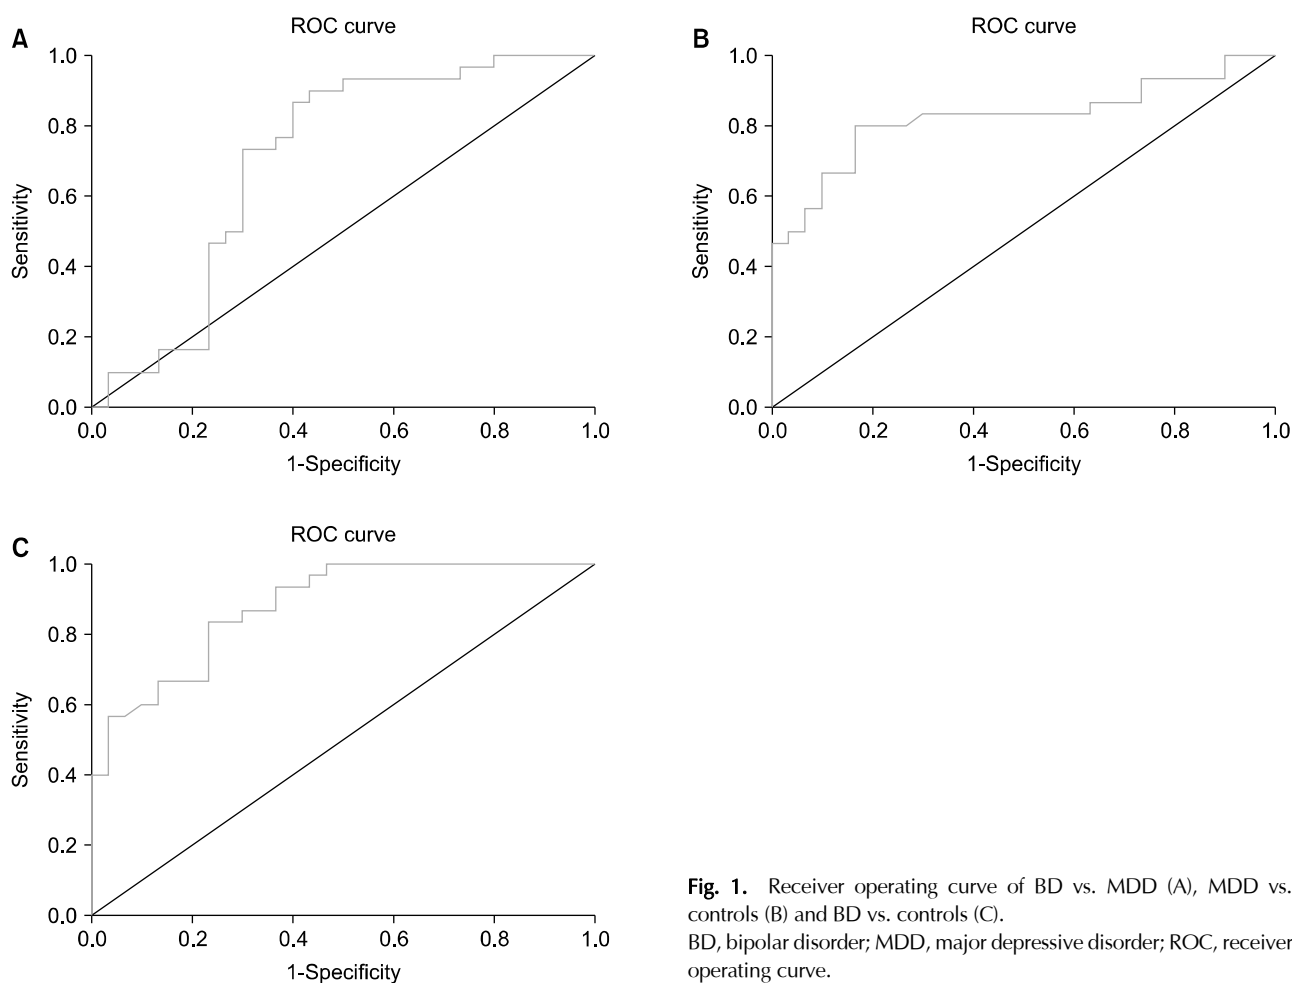 A
ROC curve
1.0
0.8
0.6
0.4
0.2
0.0
Sensitivity
0.0 0.2 0.4 0.6 0.8 1.0
1-Specificity
B
ROC curve
1.0
0.8
0.6
0.4
0.2
0.0
Sensitivity
0.0 0.2 0.4 0.6 0.8 1.0
1-Specificity
C
ROC curve
1.0
0.8
0.6
0.4
0.2
0.0
Sensitivity
0.0 0.2 0.4 0.6 0.8 1.0
1-Specificity
Fig. 1. Receiver operating curve of BD vs. MDD (A), MDD vs.
controls (B) and BD vs. controls (C).
BD, bipolar disorder; MDD, major depressive disorder; ROC, receiver
operating curve.